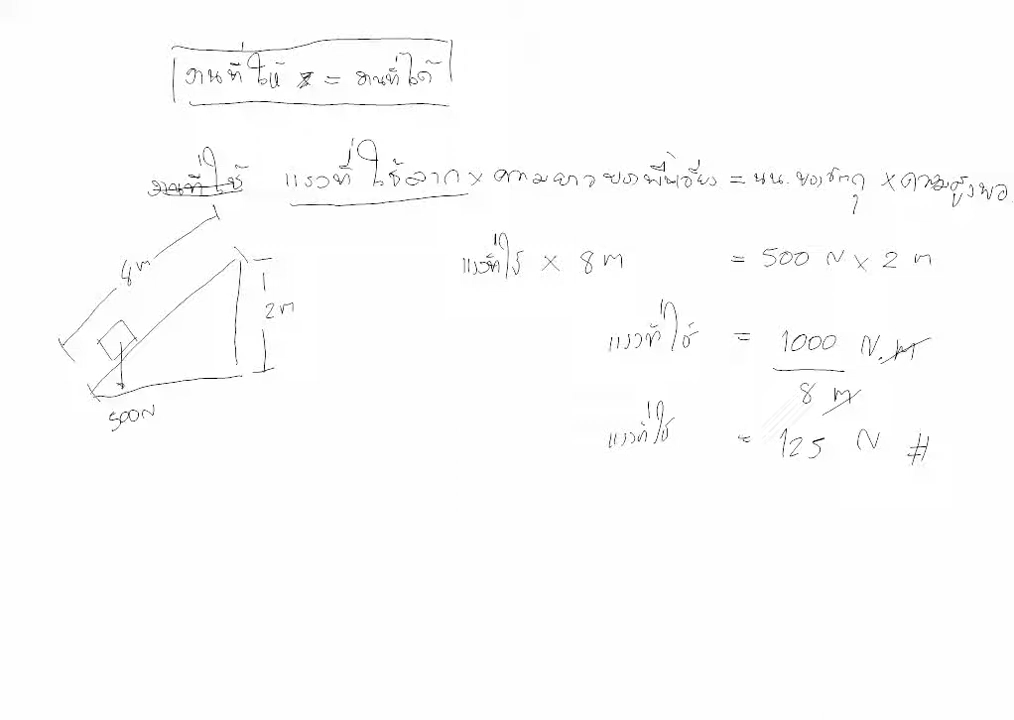 งานที่ให้ = งานที่ได้
งานที่ใช้ แรงที่ใช้ลาก × ความยาวของพื้นเอียง = นน. ของวัตถุ × ความสูงของ
แรงที่ใช้ × 8 m = 500 N × 2 m
8 m
2 m
500 N
แรงที่ใช้ = 1000 N.m
8 m
แรงที่ใช้ = 125 N #